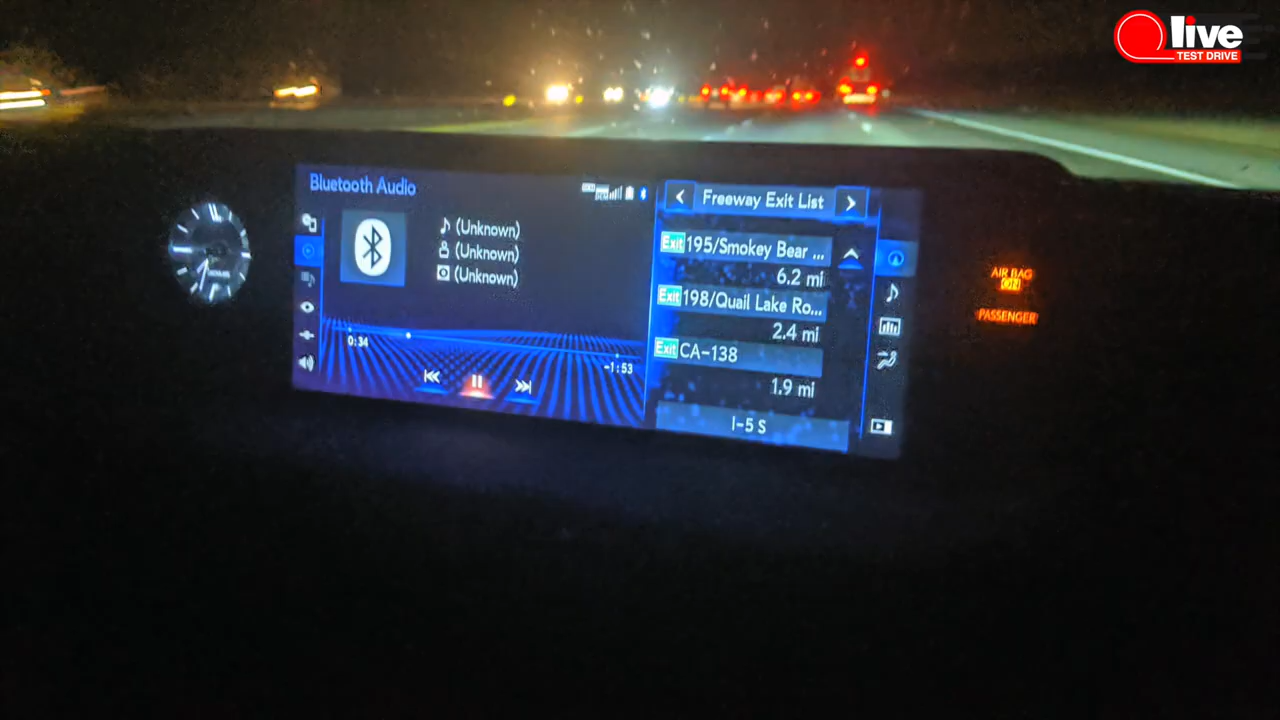 live
TEST DRIVE
Bluetooth Audio
(Unknown)
(Unknown)
(Unknown)
0:34
-1:53
Freeway Exit List
Exit 195/Smokey Bear ...
6.2 mi
Exit 198/Quail Lake Ro...
2.4 mi
Exit CA-138
1.9 mi
I-5 S
AIR BAG
ON
PASSENGER